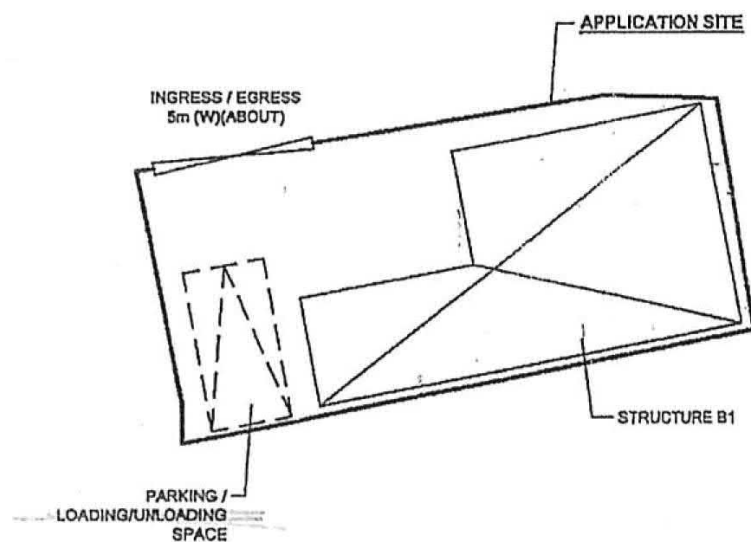 APPLICATION SITE
INGRESS / EGRESS
5m (W)(ABOUT)
STRUCTURE B1
PARKING /
LOADING/UNLOADING
SPACE